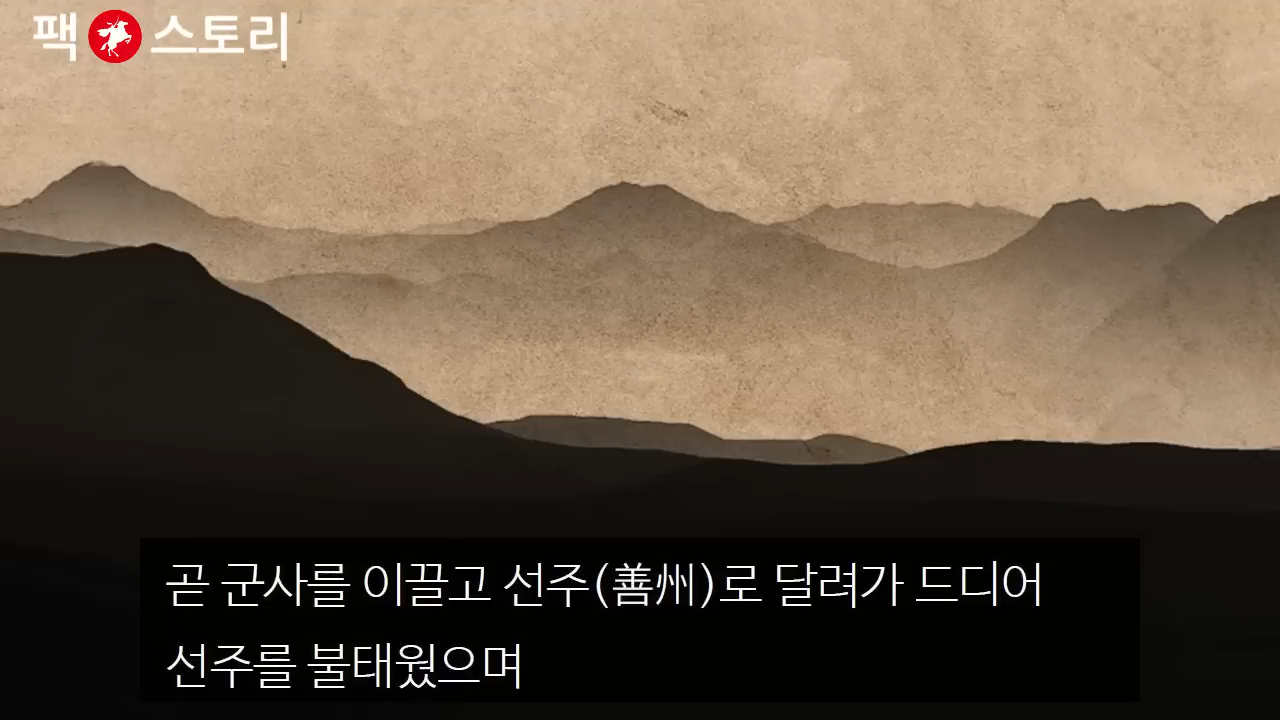 팩 스토리
곧 군사를 이끌고 선주(善州)로 달려가 드디어
선주를 불태웠으며